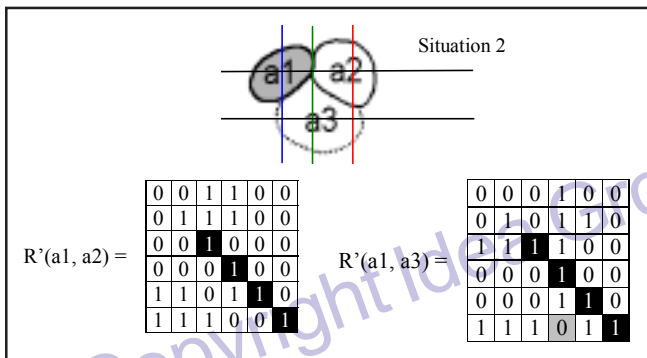 Situation 2
a1 a2
a3
R'(a1, a2) =
0 0 1 1 0 0
0 1 1 1 0 0
0 0 1 0 0 0
0 0 0 1 0 0
1 1 0 1 1 0
1 1 1 0 0 1
R'(a1, a3) =
0 0 0 1 0 0
0 1 0 1 1 0
1 1 1 1 0 0
0 0 0 1 0 0
0 0 0 1 1 0
1 1 1 0 1 1
Copyright Idea Gro